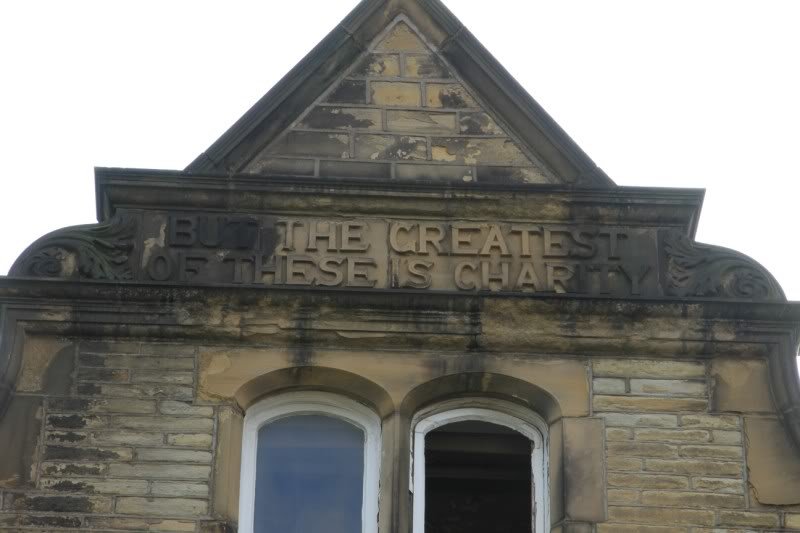 BUT THE GREATEST
OF THESE IS CHARITY